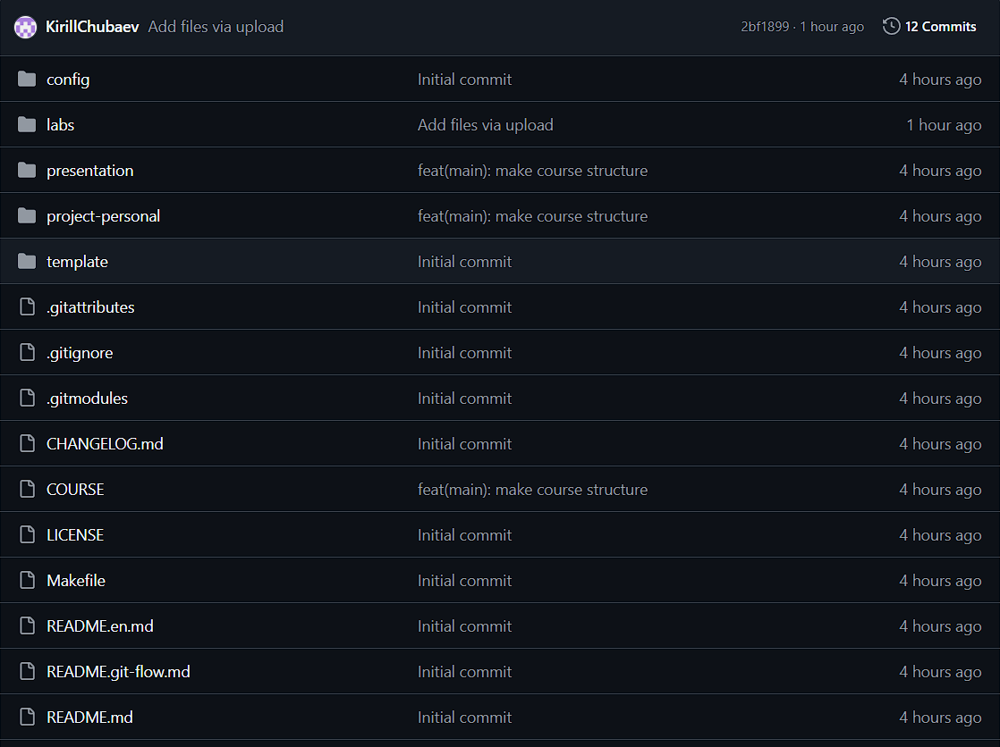 KirillChubaev Add files via upload 2bf1899 · 1 hour ago 12 Commits
config Initial commit 4 hours ago
labs Add files via upload 1 hour ago
presentation feat(main): make course structure 4 hours ago
project-personal feat(main): make course structure 4 hours ago
template Initial commit 4 hours ago
.gitattributes Initial commit 4 hours ago
.gitignore Initial commit 4 hours ago
.gitmodules Initial commit 4 hours ago
CHANGELOG.md Initial commit 4 hours ago
COURSE feat(main): make course structure 4 hours ago
LICENSE Initial commit 4 hours ago
Makefile Initial commit 4 hours ago
README.en.md Initial commit 4 hours ago
README.git-flow.md Initial commit 4 hours ago
README.md Initial commit 4 hours ago